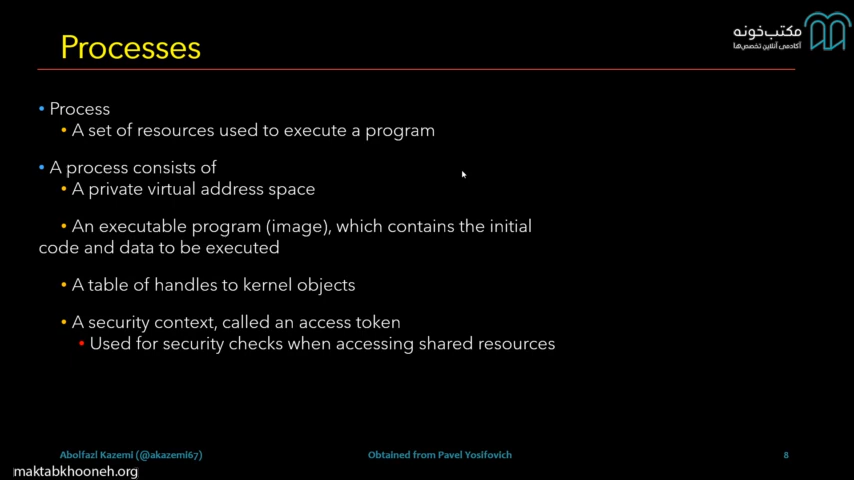 Processes
مکتب‌خونه
آکادمی آنلاین تخصص‌ها
• Process
• A set of resources used to execute a program
• A process consists of
• A private virtual address space
• An executable program (image), which contains the initial
code and data to be executed
• A table of handles to kernel objects
• A security context, called an access token
• Used for security checks when accessing shared resources
Abolfazl Kazemi (@akazemi67)
Obtained from Pavel Yosifovich
8
maktabkhooneh.org